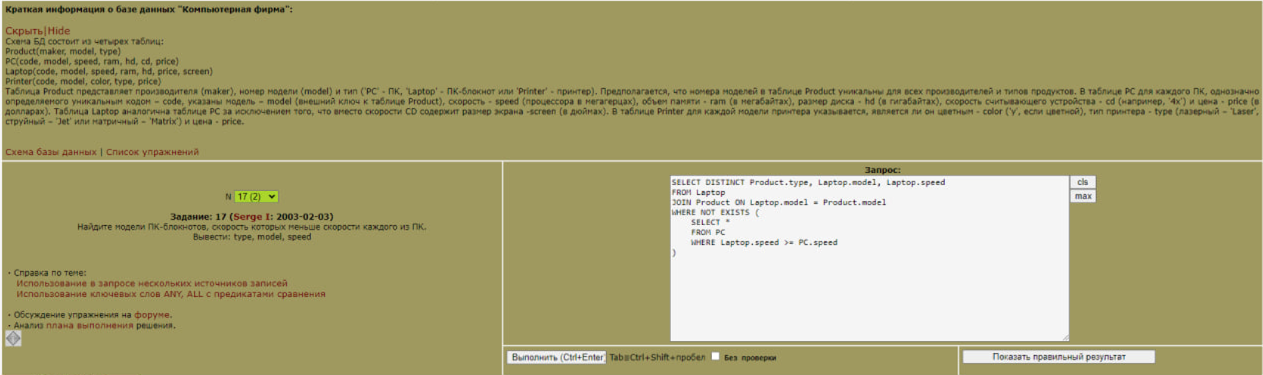 Краткая информация о базе данных "Компьютерная фирма":
Скрыть|Hide
Схема БД состоит из четырех таблиц:
Product(maker, model, type)
PC(code, model, speed, ram, hd, cd, price)
Laptop(code, model, speed, ram, hd, price, screen)
Printer(code, model, color, type, price)
Таблица Product представляет производителя (maker), номер модели (model) и тип ('PC' - ПК, 'Laptop' - ПК-блокнот или 'Printer' - принтер). Предполагается, что номера моделей в таблице Product уникальны для всех производителей и типов продуктов. В таблице PC для каждого ПК, однозначно
определяемого уникальным кодом – code, указаны модель – model (внешний ключ к таблице Product), скорость - speed (процессора в мегагерцах), объем памяти - ram (в мегабайтах), размер диска - hd (в гигабайтах), скорость считывающего устройства - cd (например, '4x') и цена - price (в
долларах). Таблица Laptop аналогична таблице РС за исключением того, что вместо скорости CD содержит размер экрана -screen (в дюймах). В таблице Printer для каждой модели принтера указывается, является ли он цветным - color ('y', если цветной), тип принтера - type (лазерный – 'Laser',
струйный – 'Jet' или матричный – 'Matrix') и цена - price.
Схема базы данных | Список упражнений
N 17 (2)
Задание: 17 (Serge I: 2003-02-03)
Найдите модели ПК-блокнотов, скорость которых меньше скорости каждого из ПК.
Вывести: type, model, speed
· Справка по теме:
Использование в запросе нескольких источников записей
Использование ключевых слов ANY, ALL с предикатами сравнения
· Обсуждение упражнения на форуме.
· Анализ плана выполнения решения.
Запрос:
SELECT DISTINCT Product.type, Laptop.model, Laptop.speed
FROM Laptop
JOIN Product ON Laptop.model = Product.model
WHERE NOT EXISTS (
SELECT *
FROM PC
WHERE Laptop.speed >= PC.speed
)
cls
max
Выполнить (Ctrl+Enter) Tab≡Ctrl+Shift+пробел Без проверки
Показать правильный результат